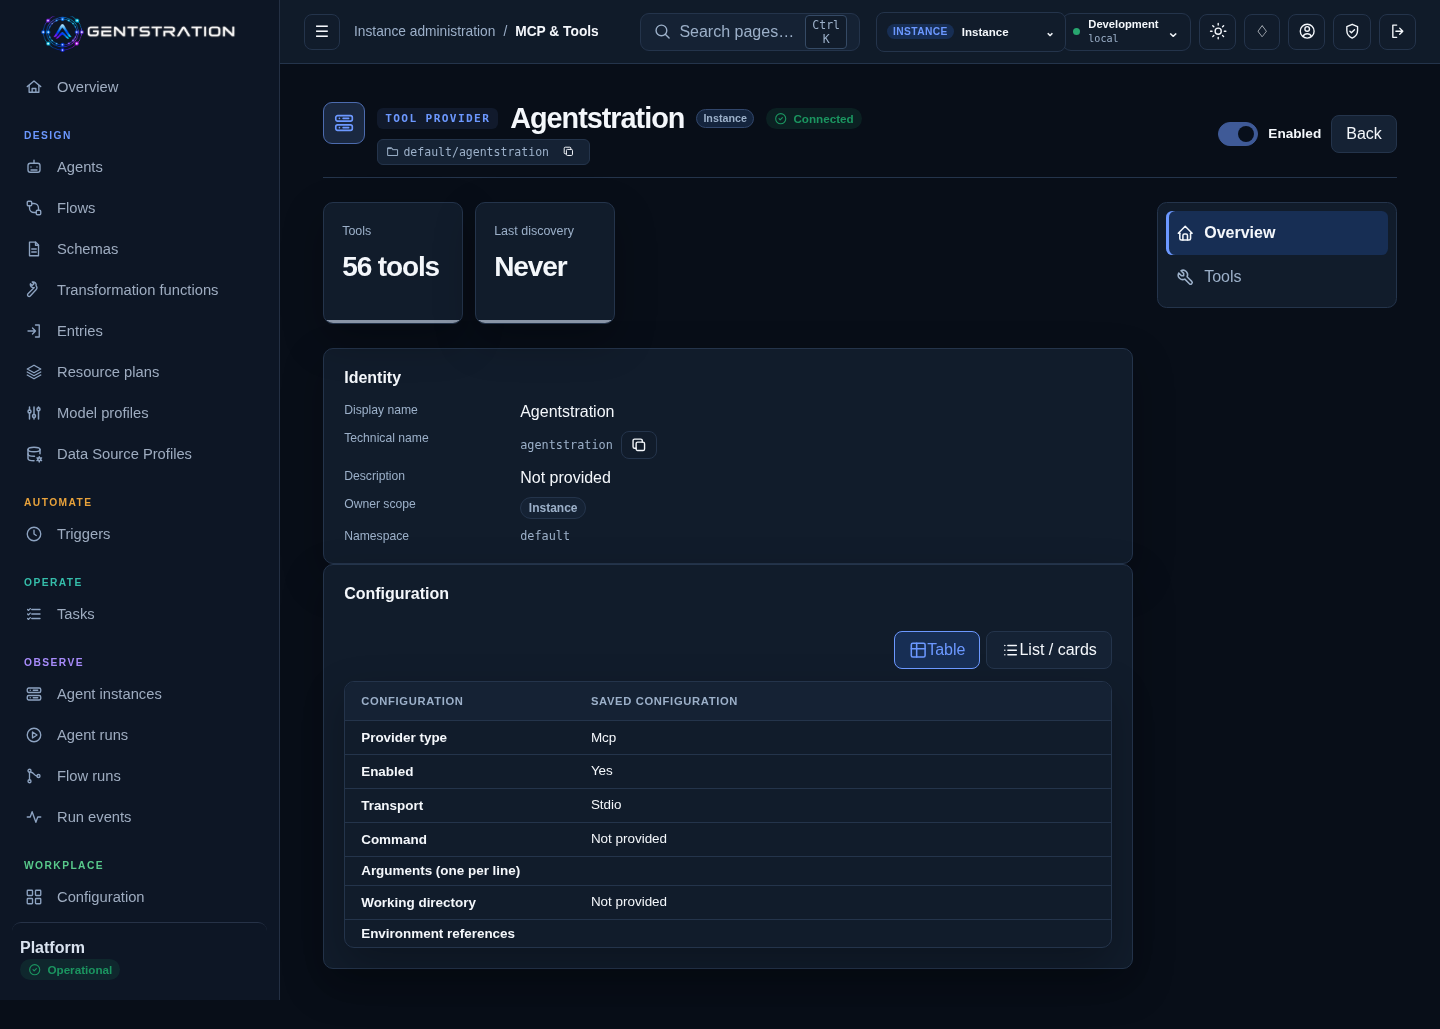 GENTSTRATION
☰
Instance administration / MCP & Tools
Search pages…
Ctrl K
INSTANCE Instance
Development
local
Overview
DESIGN
Agents
Flows
Schemas
Transformation functions
Entries
Resource plans
Model profiles
Data Source Profiles
AUTOMATE
Triggers
OPERATE
Tasks
OBSERVE
Agent instances
Agent runs
Flow runs
Run events
WORKPLACE
Configuration
Platform
Operational
TOOL PROVIDER Agentstration Instance Connected
default/agentstration
Enabled
Back
Tools
56 tools
Last discovery
Never
Overview
Tools
Identity
Display name Agentstration
Technical name agentstration
Description Not provided
Owner scope Instance
Namespace default
Configuration
Table
List / cards
CONFIGURATION SAVED CONFIGURATION
Provider type Mcp
Enabled Yes
Transport Stdio
Command Not provided
Arguments (one per line)
Working directory Not provided
Environment references